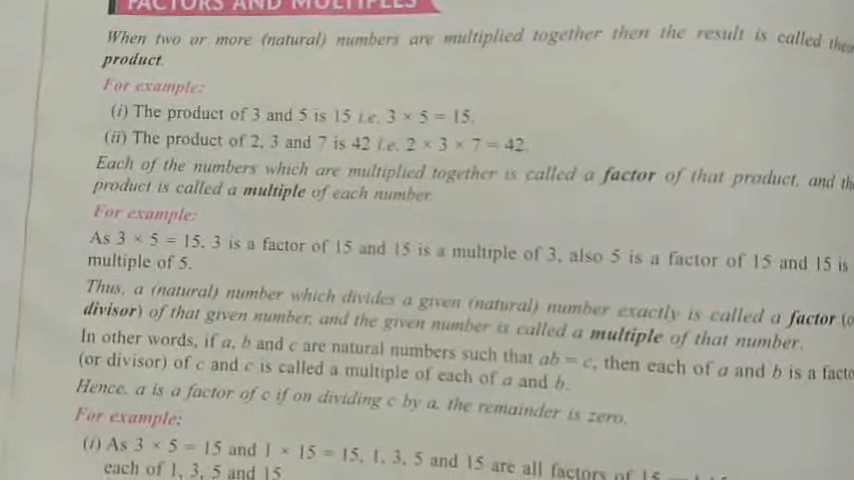 FACTORS AND MULTIPLES
When two or more (natural) numbers are multiplied together then the result is called their
product.
For example:
(i) The product of 3 and 5 is 15 i.e. 3 × 5 = 15.
(ii) The product of 2, 3 and 7 is 42 i.e. 2 × 3 × 7 = 42.
Each of the numbers which are multiplied together is called a factor of that product, and the
product is called a multiple of each number.
For example:
As 3 × 5 = 15, 3 is a factor of 15 and 15 is a multiple of 3, also 5 is a factor of 15 and 15 is
multiple of 5.
Thus, a (natural) number which divides a given (natural) number exactly is called a factor (o
divisor) of that given number, and the given number is called a multiple of that number.
In other words, if a, b and c are natural numbers such that ab = c, then each of a and b is a facto
(or divisor) of c and c is called a multiple of each of a and b.
Hence, a is a factor of c if on dividing c by a, the remainder is zero.
For example:
(i) As 3 × 5 = 15 and 1 × 15 = 15, 1, 3, 5 and 15 are all factors of 15
each of 1, 3, 5 and 15